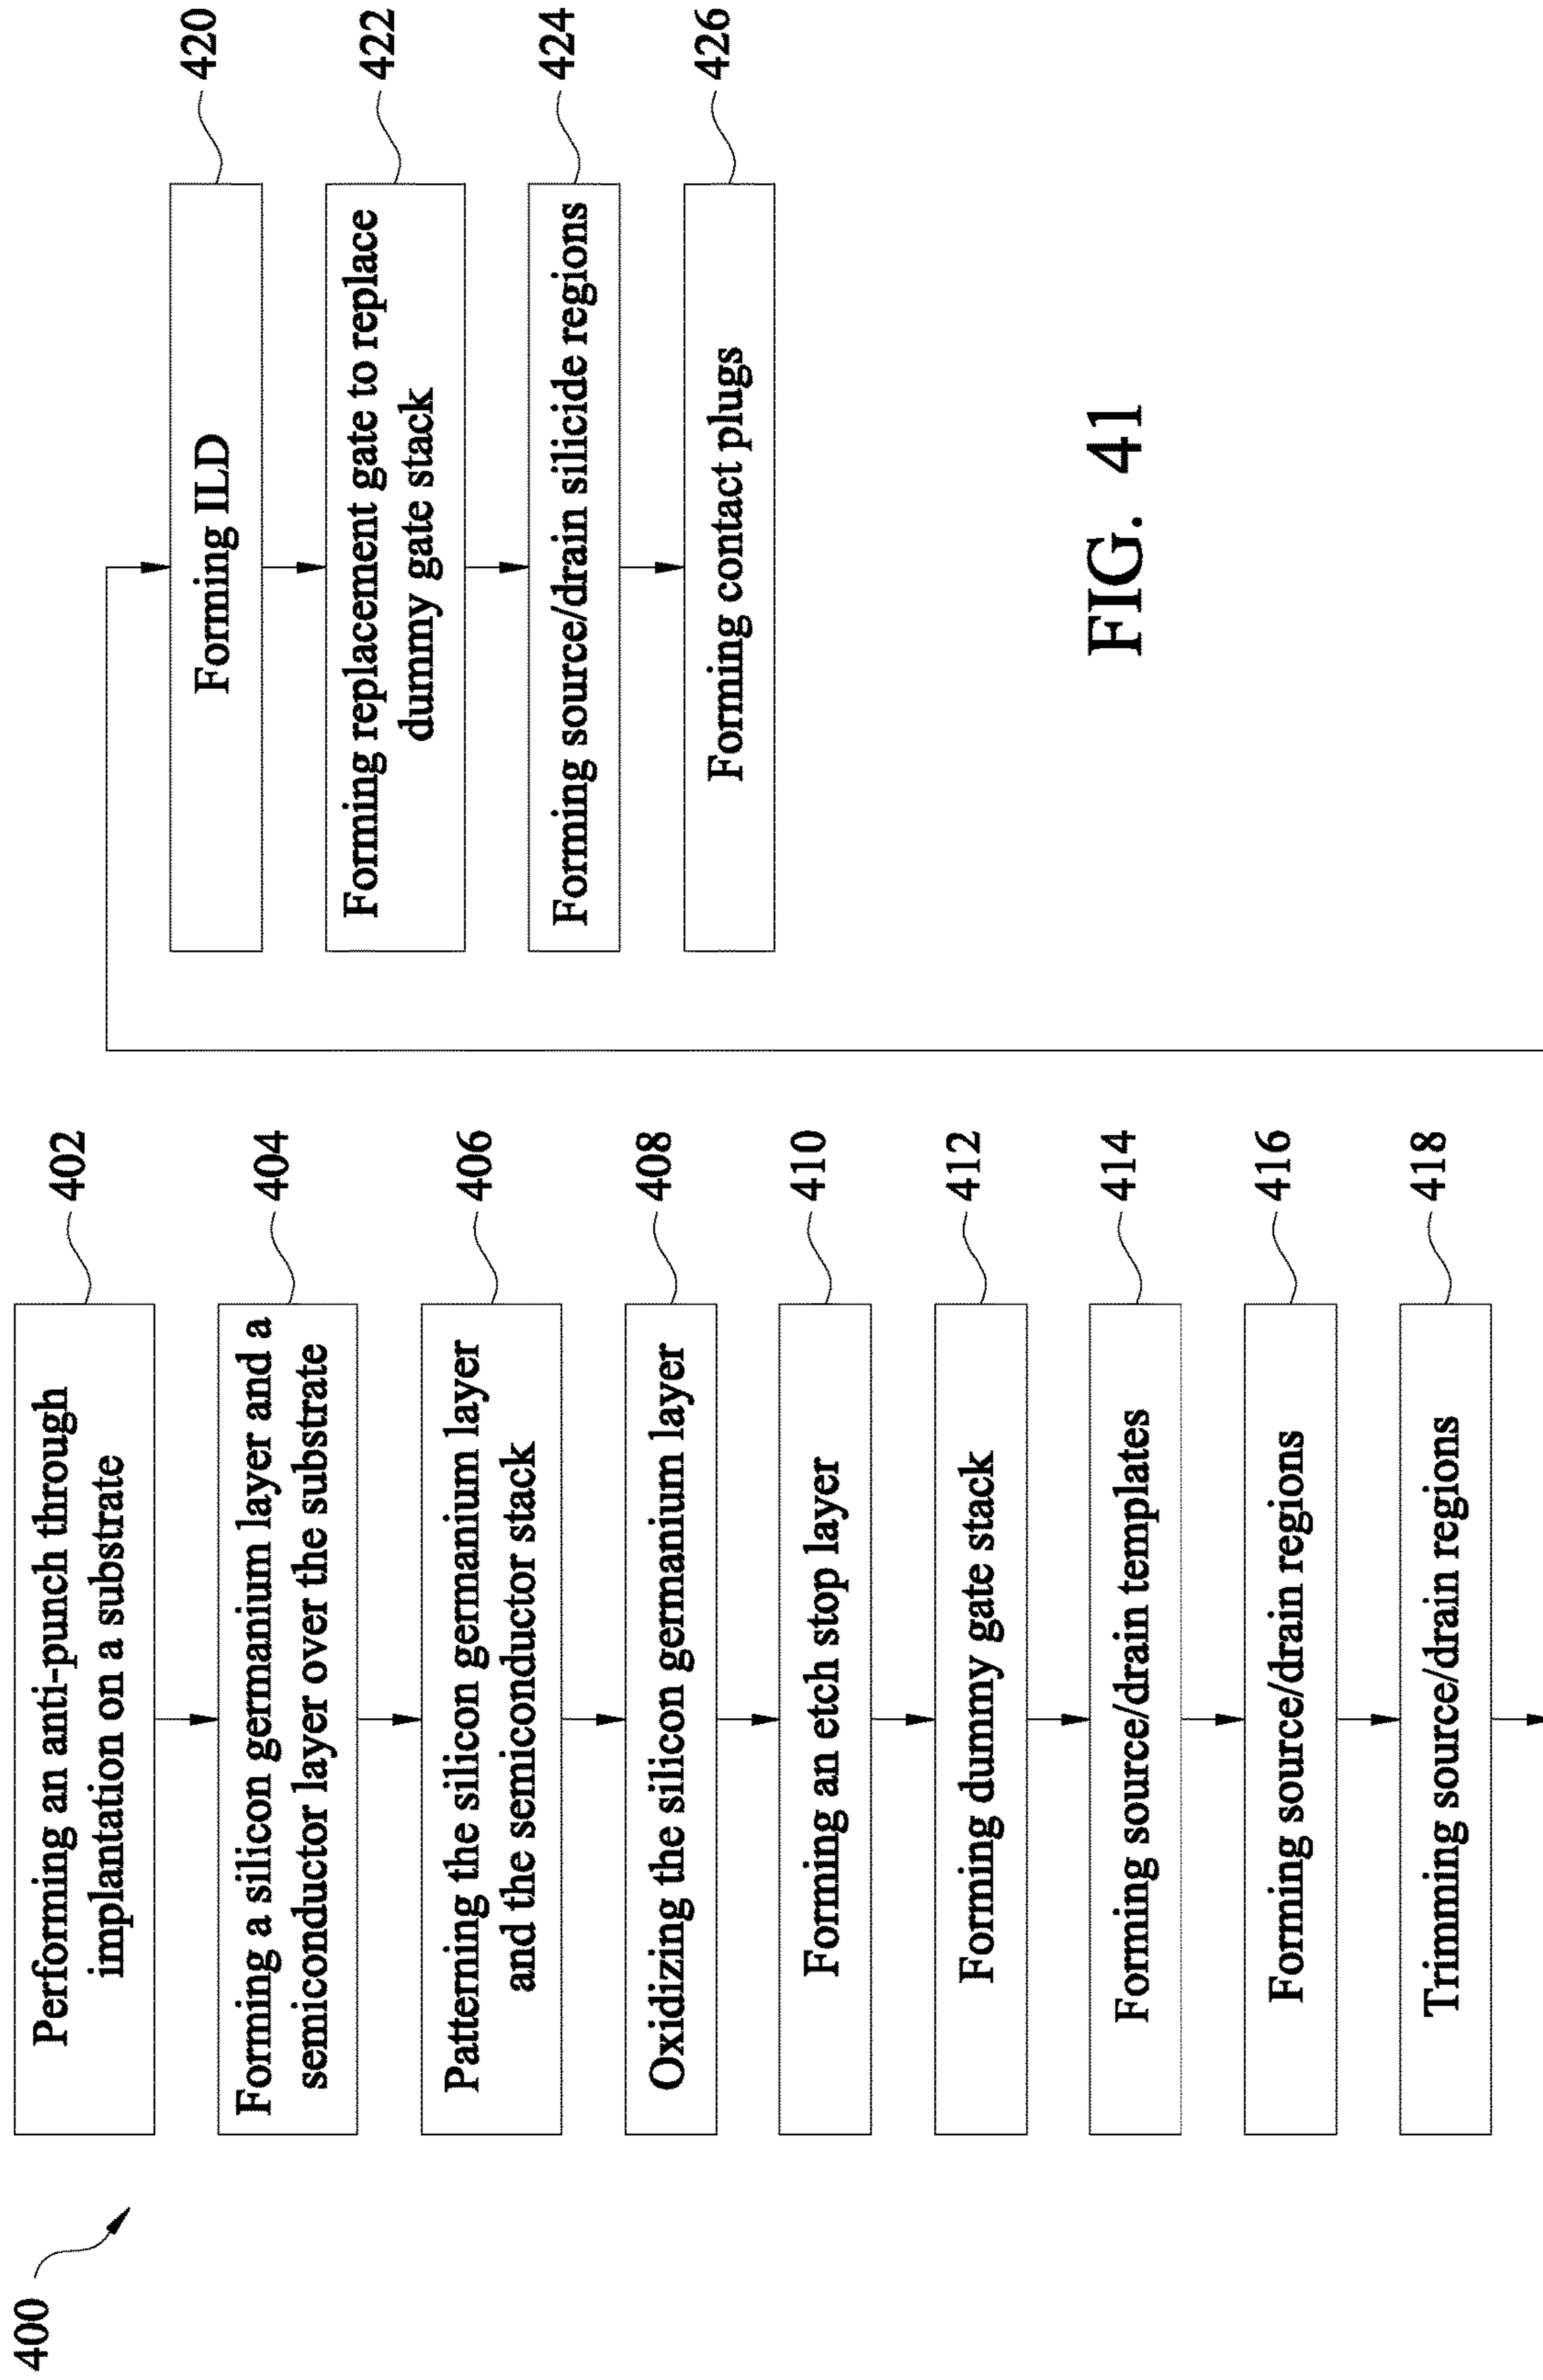 400
Performing an anti-punch through
implantation on a substrate
402
Forming a silicon germanium layer and a
semiconductor layer over the substrate
404
Patterning the silicon germanium layer
and the semiconductor stack
406
Oxidizing the silicon germanium layer
408
Forming an etch stop layer
410
Forming dummy gate stack
412
Forming source/drain templates
414
Forming source/drain regions
416
Trimming source/drain regions
418
Forming ILD
420
Forming replacement gate to replace
dummy gate stack
422
Forming source/drain silicide regions
424
Forming contact plugs
426
FIG. 41